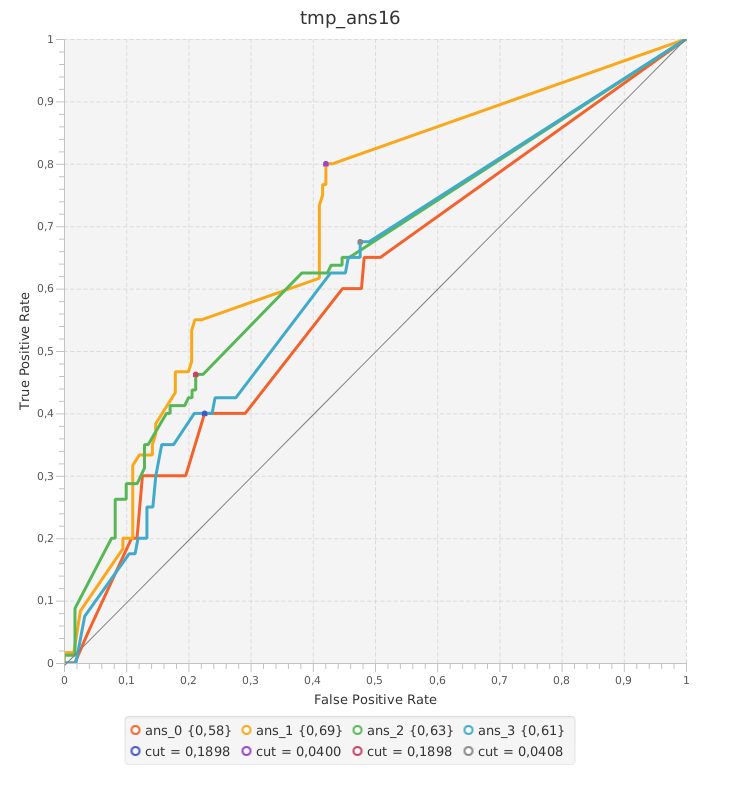 tmp_ans16
1
0,9
0,8
0,7
0,6
0,5
0,4
0,3
0,2
0,1
0
True Positive Rate
0 0,1 0,2 0,3 0,4 0,5 0,6 0,7 0,8 0,9 1
False Positive Rate
ans_0 {0,58} ans_1 {0,69} ans_2 {0,63} ans_3 {0,61}
cut = 0,1898 cut = 0,0400 cut = 0,1898 cut = 0,0408